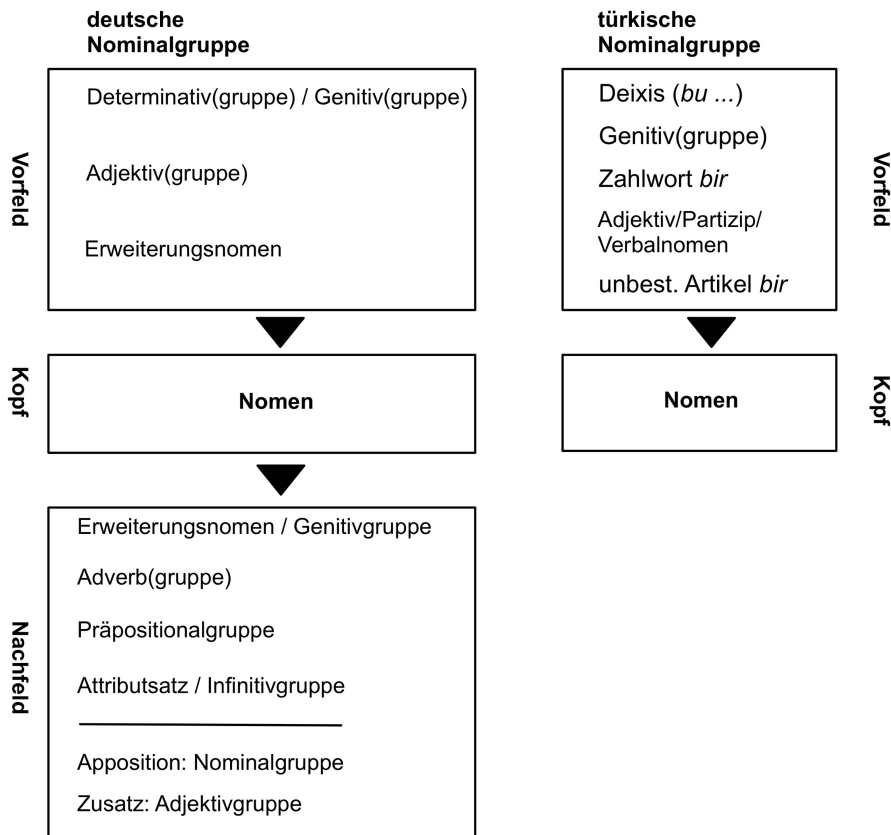 deutsche
Nominalgruppe
Vorfeld
Determinativ(gruppe) / Genitiv(gruppe)
Adjektiv(gruppe)
Erweiterungsnomen
Kopf
Nomen
Nachfeld
Erweiterungsnomen / Genitivgruppe
Adverb(gruppe)
Präpositionalgruppe
Attributsatz / Infinitivgruppe
Apposition: Nominalgruppe
Zusatz: Adjektivgruppe
türkische
Nominalgruppe
Deixis (bu ...)
Genitiv(gruppe)
Zahlwort bir
Adjektiv/Partizip/
Verbalnomen
unbest. Artikel bir
Vorfeld
Nomen
Kopf